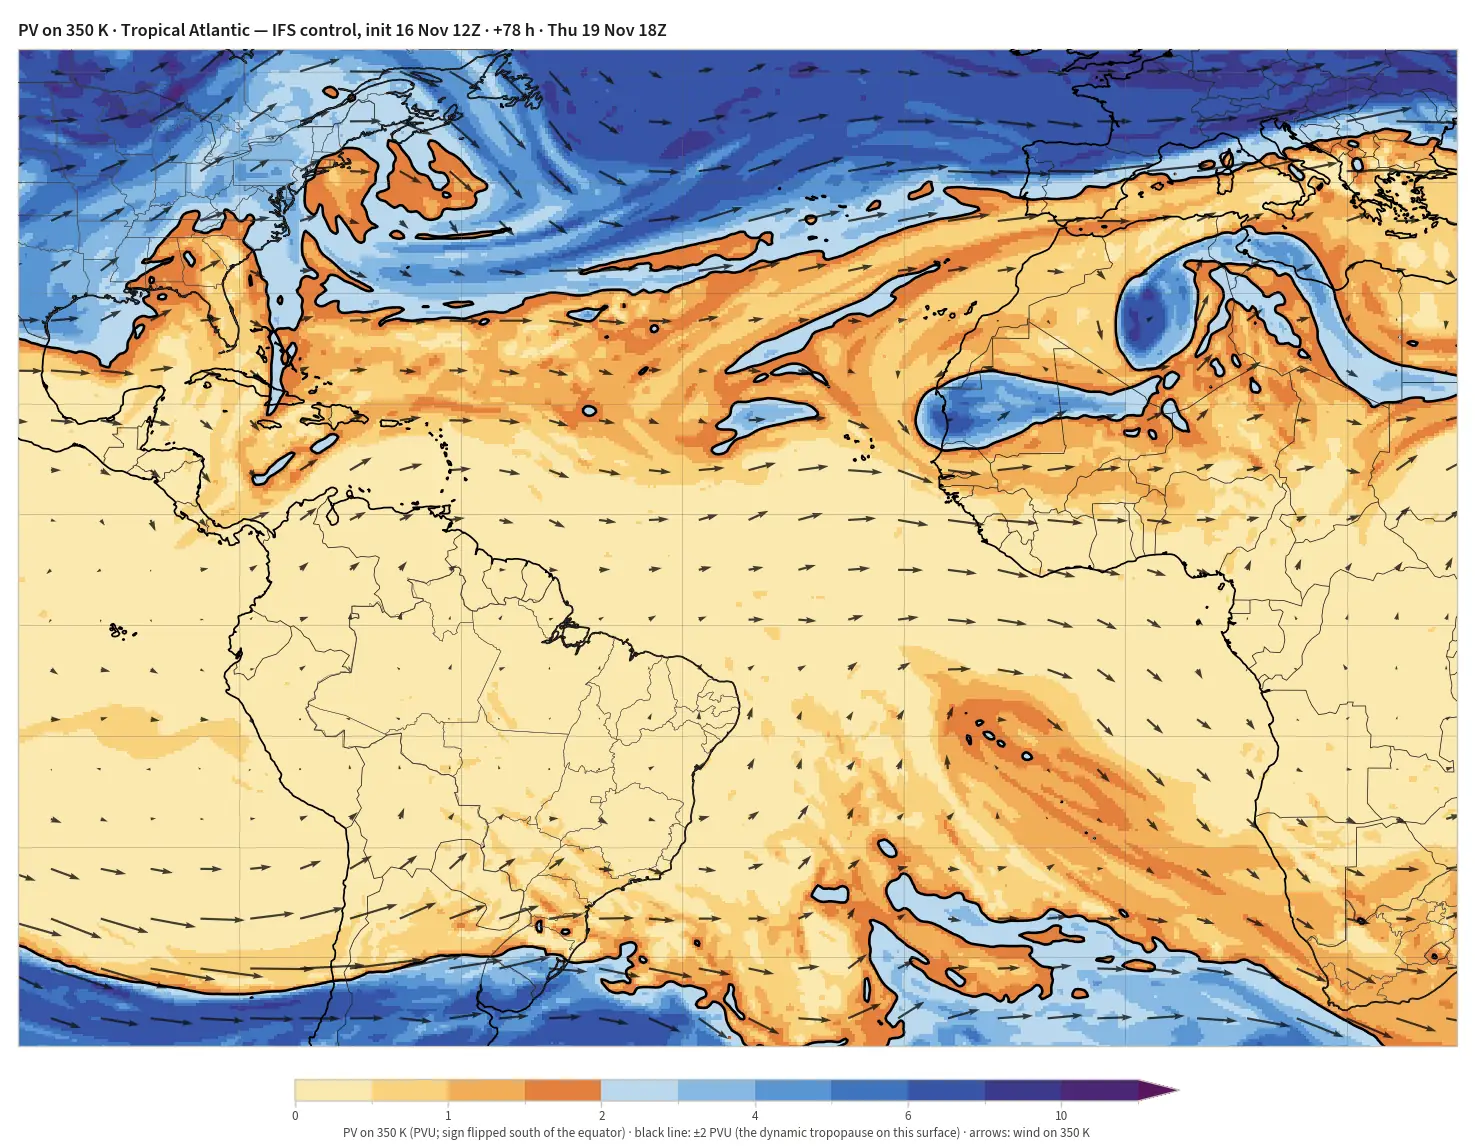 PV on 350 K · Tropical Atlantic — IFS control, init 16 Nov 12Z · +78 h · Thu 19 Nov 18Z
0 1 2 4 6 10
PV on 350 K (PVU; sign flipped south of the equator) · black line: ±2 PVU (the dynamic tropopause on this surface) · arrows: wind on 350 K